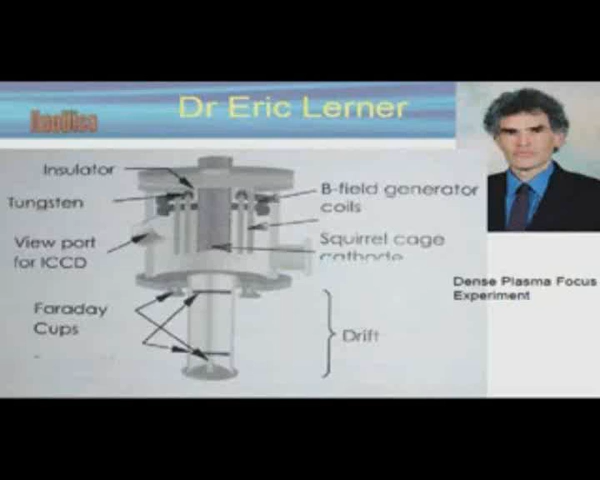 Dr Eric Lerner
Insulator
Tungsten
View port
for ICCD
Faraday
Cups
B-field generator
coils
Squirrel cage
cathode
Drift
Dense Plasma Focus
Experiment